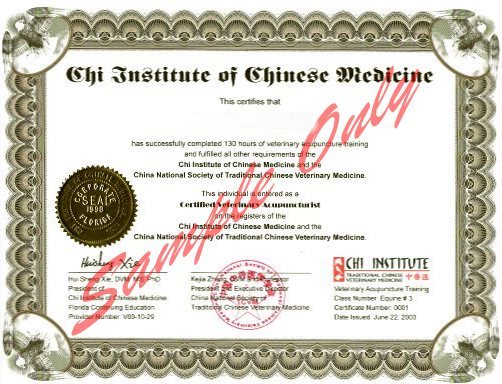 Chi Institute of Chinese Medicine
This certifies that
has successfully completed 130 hours of veterinary acupuncture training
and fulfilled all other requirements of the
Chi Institute of Chinese Medicine and the
China National Society of Traditional Chinese Veterinary Medicine.
This individual is entered as a
Certified Veterinary Acupuncturist
on the registers of the
Chi Institute of Chinese Medicine and the
China National Society of Traditional Chinese Veterinary Medicine.
Sample Only
CORPORATE
SEAL
1998
FLORIDA
Huisheng Xie
Hui Sheng Xie, DVM, MS, PhD
President of
Chi Institute of Chinese Medicine
Florida Continuing Education
Provider Number: V99-10-29
Kejia Zhang
President and Executive Director
China National Society of
Traditional Chinese Veterinary Medicine
CHI INSTITUTE
TRADITIONAL CHINESE
VETERINARY MEDICINE
中兽医
Veterinary Acupuncture Training
Class Number: Equine # 3
Certificate Number: 0001
Date Issued: June 22, 2003